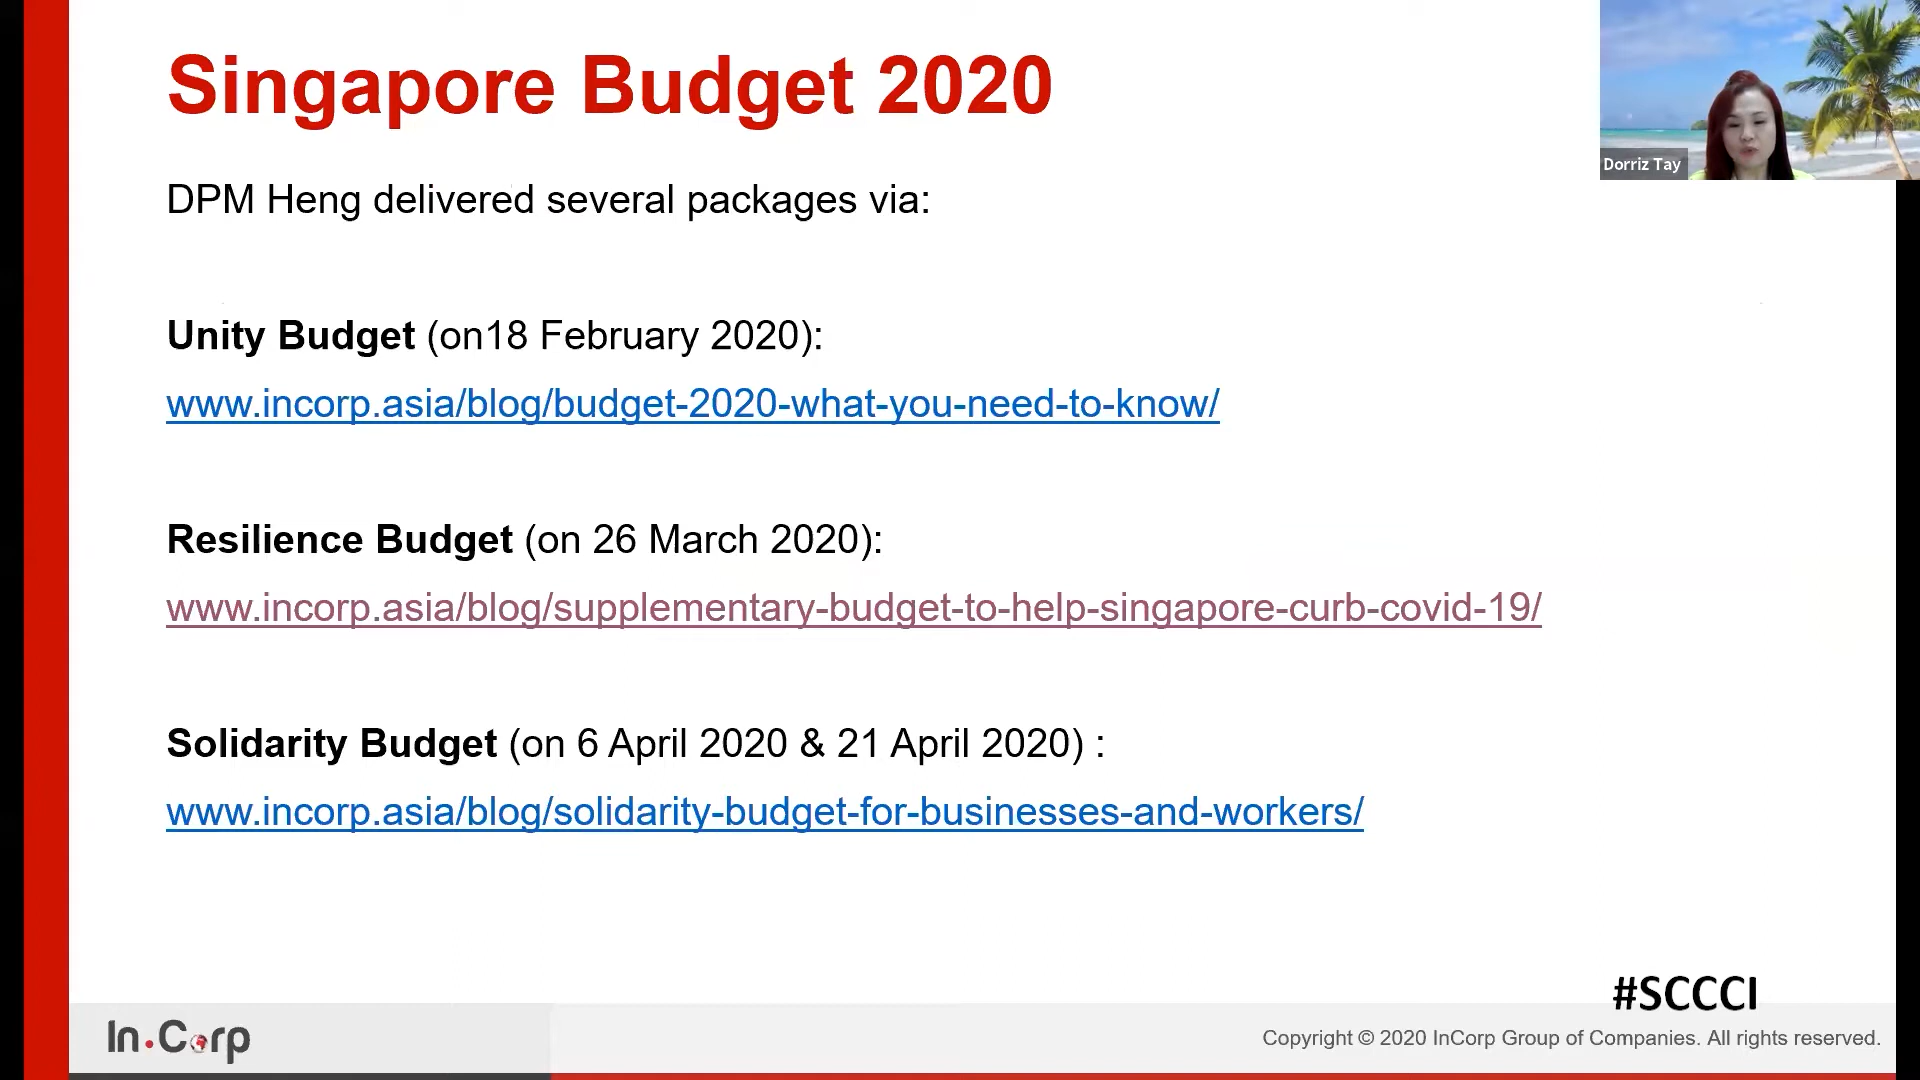 Singapore Budget 2020
Dorriz Tay
DPM Heng delivered several packages via:
Unity Budget (on18 February 2020):
www.incorp.asia/blog/budget-2020-what-you-need-to-know/
Resilience Budget (on 26 March 2020):
www.incorp.asia/blog/supplementary-budget-to-help-singapore-curb-covid-19/
Solidarity Budget (on 6 April 2020 & 21 April 2020) :
www.incorp.asia/blog/solidarity-budget-for-businesses-and-workers/
#SCCCI
In.Corp
Copyright © 2020 InCorp Group of Companies. All rights reserved.